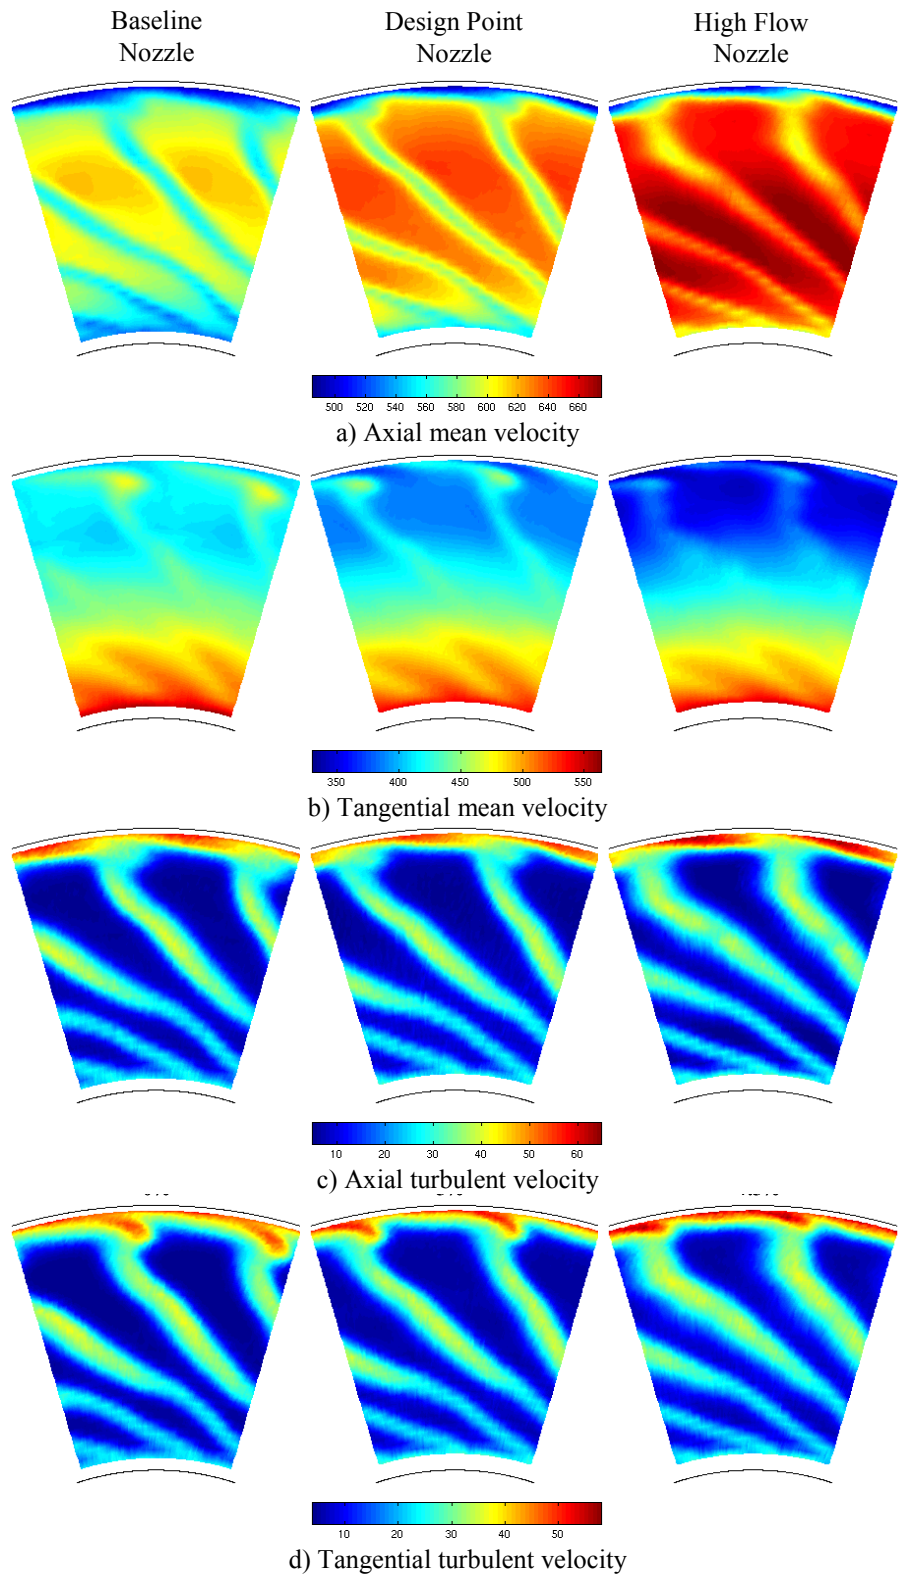 Baseline Nozzle
Design Point Nozzle
High Flow Nozzle
500 520 540 560 580 600 620 640 660
a) Axial mean velocity
350 400 450 500 550
b) Tangential mean velocity
10 20 30 40 50 60
c) Axial turbulent velocity
10 20 30 40 50
d) Tangential turbulent velocity